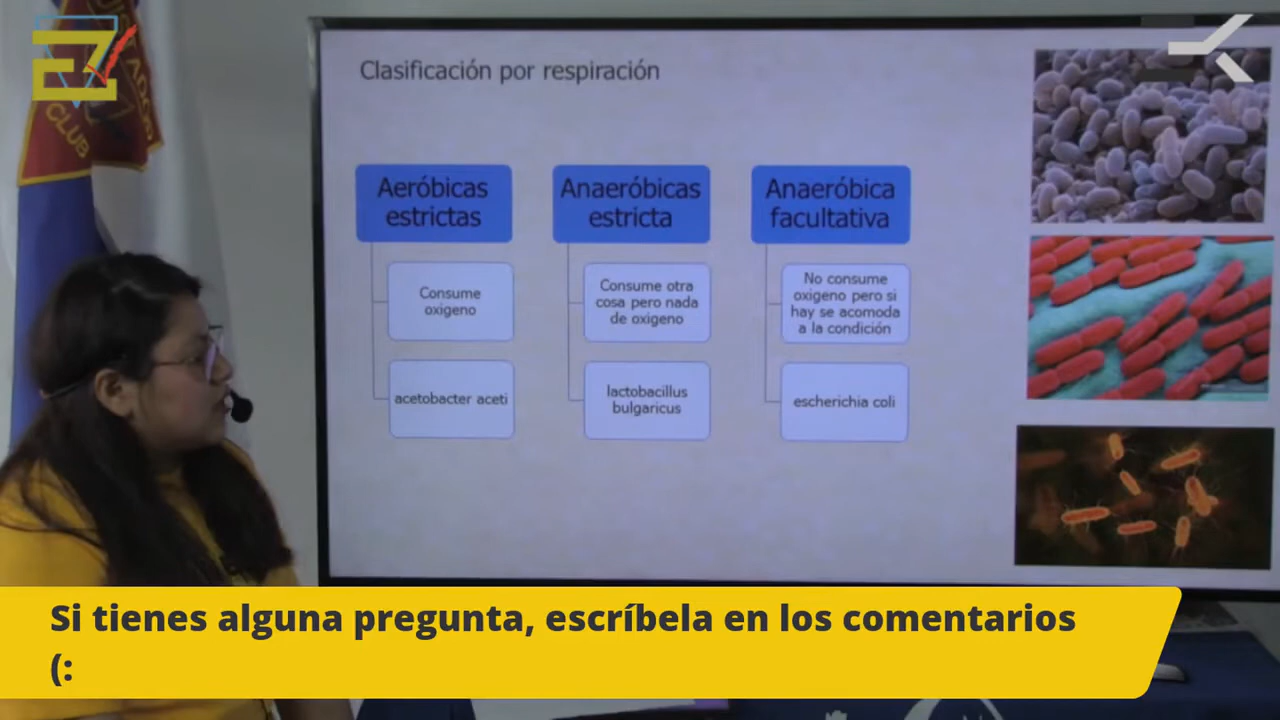 CLUB
Clasificación por respiración
Aeróbicas
estrictas
Consume
oxigeno
acetobacter aceti
Anaeróbicas
estricta
Consume otra
cosa pero nada
de oxigeno
lactobacillus
bulgaricus
Anaeróbica
facultativa
No consume
oxigeno pero si
hay se acomoda
a la condición
escherichia coli
Si tienes alguna pregunta, escríbela en los comentarios
(: